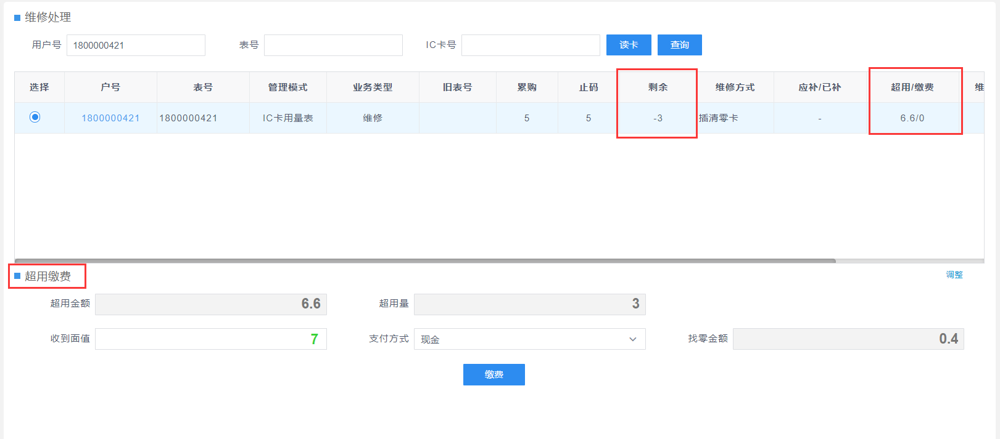 维修处理
用户号 1800000421 表号 IC卡号 读卡 查询
选择 户号 表号 管理模式 业务类型 旧表号 累购 止码 剩余 维修方式 应补/已补 超用/缴费 维
1800000421 1800000421 IC卡用量表 维修 5 5 -3 插清零卡 - 6.6/0
超用缴费 调整
超用金额 6.6 超用量 3
收到面值 7 支付方式 现金 找零金额 0.4
缴费